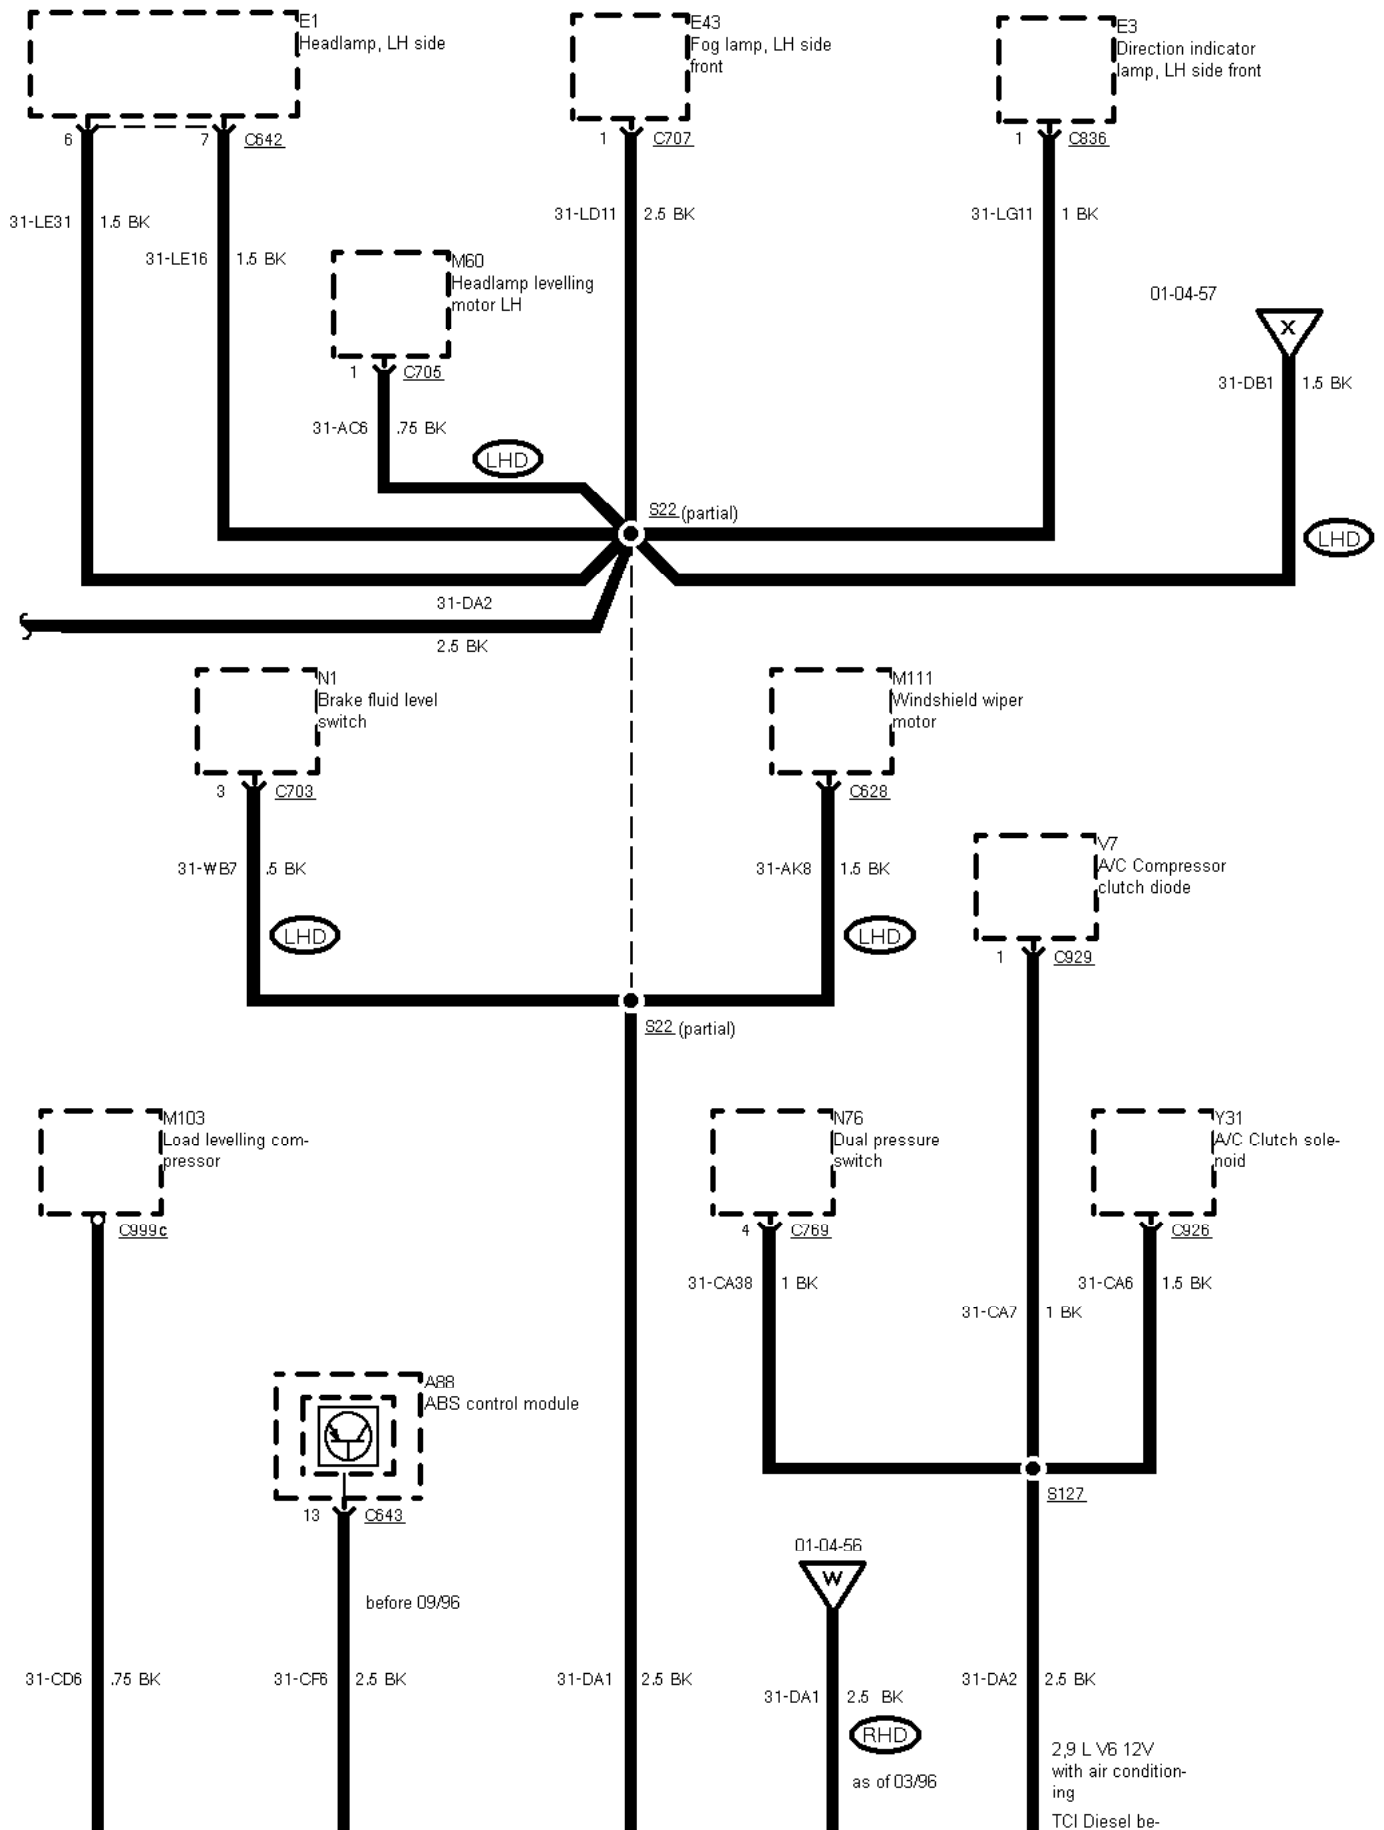 E1
Headlamp, LH side
E43
Fog lamp, LH side
front
E3
Direction indicator
lamp, LH side front
6
7
C642
1
C707
1
C836
31-LE31
1.5 BK
31-LE16
1.5 BK
31-LD11
2.5 BK
31-LG11
1 BK
M60
Headlamp levelling
motor LH
1
C705
01-04-57
X
31-DB1
1.5 BK
31-AC6
.75 BK
LHD
S22 (partial)
LHD
31-DA2
2.5 BK
N1
Brake fluid level
switch
M111
Windshield wiper
motor
3
C703
C628
31-WB7
.5 BK
31-AK8
1.5 BK
V7
A/C Compressor
clutch diode
LHD
LHD
1
C929
S22 (partial)
M103
Load levelling com-
pressor
N76
Dual pressure
switch
Y31
A/C Clutch sole-
noid
C999c
4
C769
C926
31-CA38
1 BK
31-CA6
1.5 BK
31-CA7
1 BK
A88
ABS control module
13
C643
S127
01-04-56
W
before 09/96
31-CD6
.75 BK
31-CF6
2.5 BK
31-DA1
2.5 BK
31-DA1
2.5 BK
31-DA2
2.5 BK
RHD
as of 03/96
2,9 L V6 12V
with air condition-
ing
TCI Diesel be-